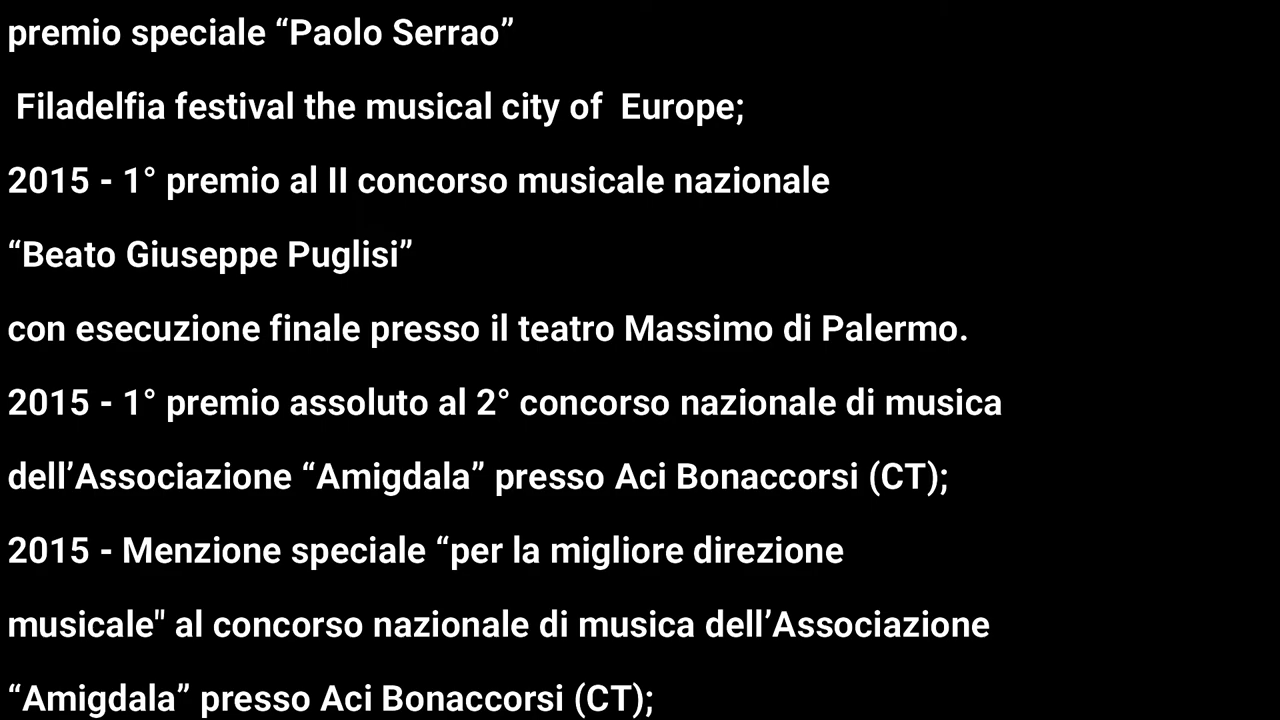 premio speciale “Paolo Serrao”
Filadelfia festival the musical city of  Europe;
2015 - 1° premio al II concorso musicale nazionale
“Beato Giuseppe Puglisi”
con esecuzione finale presso il teatro Massimo di Palermo.
2015 - 1° premio assoluto al 2° concorso nazionale di musica
dell’Associazione “Amigdala” presso Aci Bonaccorsi (CT);
2015 - Menzione speciale “per la migliore direzione
musicale" al concorso nazionale di musica dell’Associazione
“Amigdala” presso Aci Bonaccorsi (CT);